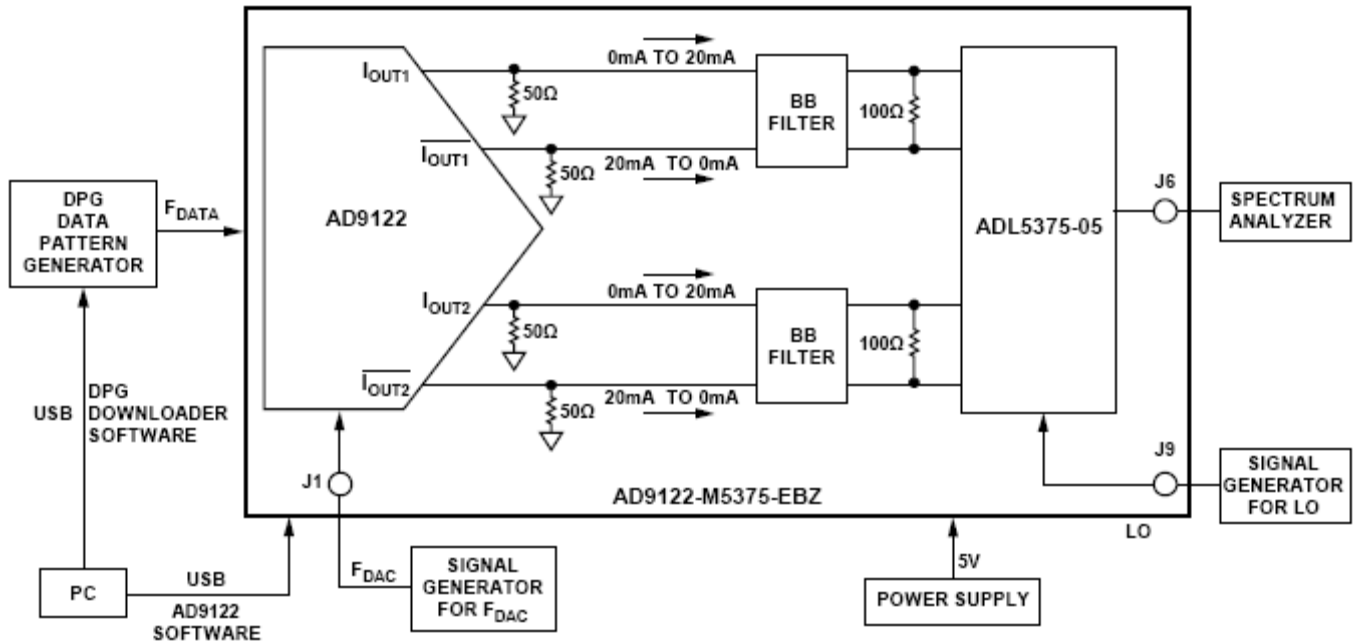 0mA TO 20mA
I_OUT1
50Ω
BB
FILTER
100Ω
I_OUT1
50Ω
20mA TO 0mA
AD9122
DPG
DATA
PATTERN
GENERATOR
F_DATA
ADL5375-05
J6
SPECTRUM
ANALYZER
0mA TO 20mA
I_OUT2
50Ω
BB
FILTER
100Ω
I_OUT2
50Ω
20mA TO 0mA
USB
DPG
DOWNLOADER
SOFTWARE
J1
AD9122-M5375-EBZ
J9
SIGNAL
GENERATOR
FOR LO
LO
PC
USB
AD9122
SOFTWARE
F_DAC
SIGNAL
GENERATOR
FOR F_DAC
5V
POWER SUPPLY